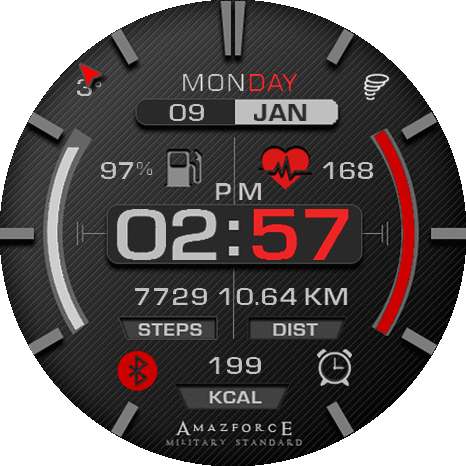 3°
MONDAY
09 JAN
97% 168
PM
02:57
7729 10.64 KM
STEPS DIST
199
KCAL
AMAZFORCE
MILITARY STANDARD